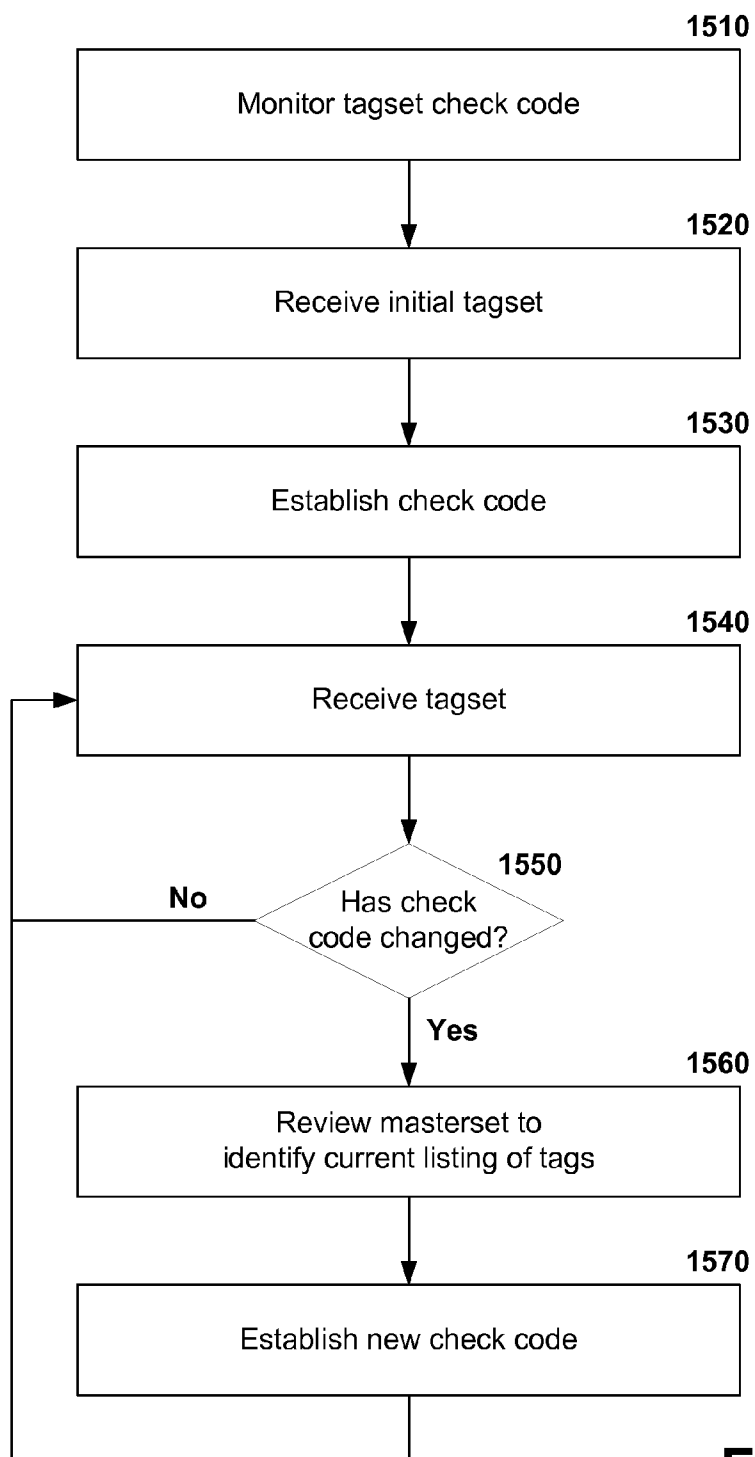 1510
Monitor tagset check code
1520
Receive initial tagset
1530
Establish check code
1540
Receive tagset
1550
Has check
code changed?
No
Yes
1560
Review masterset to
identify current listing of tags
1570
Establish new check code